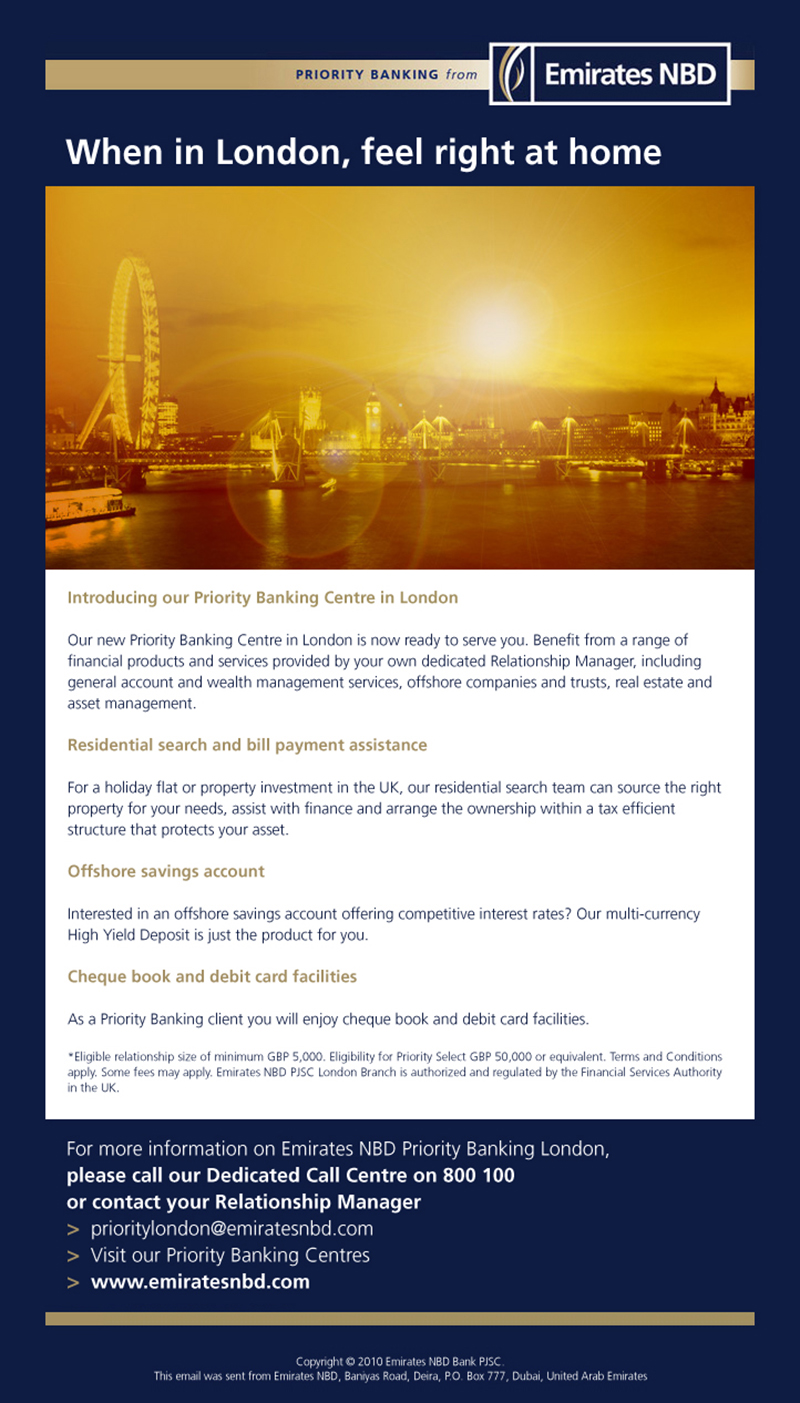 PRIORITY BANKING from Emirates NBD
When in London, feel right at home
Introducing our Priority Banking Centre in London
Our new Priority Banking Centre in London is now ready to serve you. Benefit from a range of
financial products and services provided by your own dedicated Relationship Manager, including
general account and wealth management services, offshore companies and trusts, real estate and
asset management.
Residential search and bill payment assistance
For a holiday flat or property investment in the UK, our residential search team can source the right
property for your needs, assist with finance and arrange the ownership within a tax efficient
structure that protects your asset.
Offshore savings account
Interested in an offshore savings account offering competitive interest rates? Our multi-currency
High Yield Deposit is just the product for you.
Cheque book and debit card facilities
As a Priority Banking client you will enjoy cheque book and debit card facilities.
*Eligible relationship size of minimum GBP 5,000. Eligibility for Priority Select GBP 50,000 or equivalent. Terms and Conditions
apply. Some fees may apply. Emirates NBD PJSC London Branch is authorized and regulated by the Financial Services Authority
in the UK.
For more information on Emirates NBD Priority Banking London,
please call our Dedicated Call Centre on 800 100
or contact your Relationship Manager
> prioritylondon@emiratesnbd.com
> Visit our Priority Banking Centres
> www.emiratesnbd.com
Copyright © 2010 Emirates NBD Bank PJSC.
This email was sent from Emirates NBD, Baniyas Road, Deira, P.O. Box 777, Dubai, United Arab Emirates